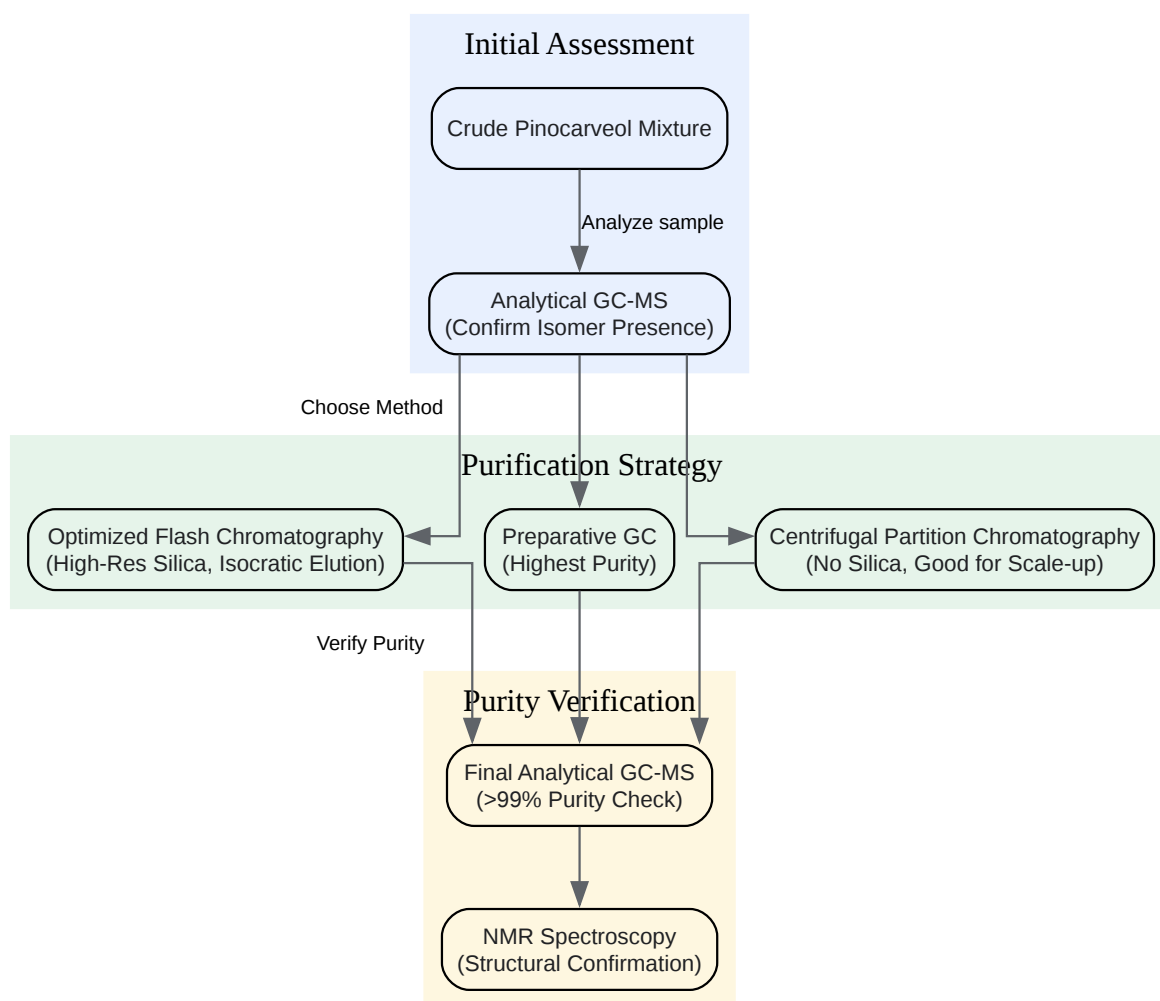 Initial Assessment
Crude Pinocarveol Mixture
Analyze sample
Analytical GC-MS
(Confirm Isomer Presence)
Choose Method
Purification Strategy
Optimized Flash Chromatography
(High-Res Silica, Isocratic Elution)
Preparative GC
(Highest Purity)
Centrifugal Partition Chromatography
(No Silica, Good for Scale-up)
Verify Purity
Purity Verification
Final Analytical GC-MS
(>99% Purity Check)
NMR Spectroscopy
(Structural Confirmation)